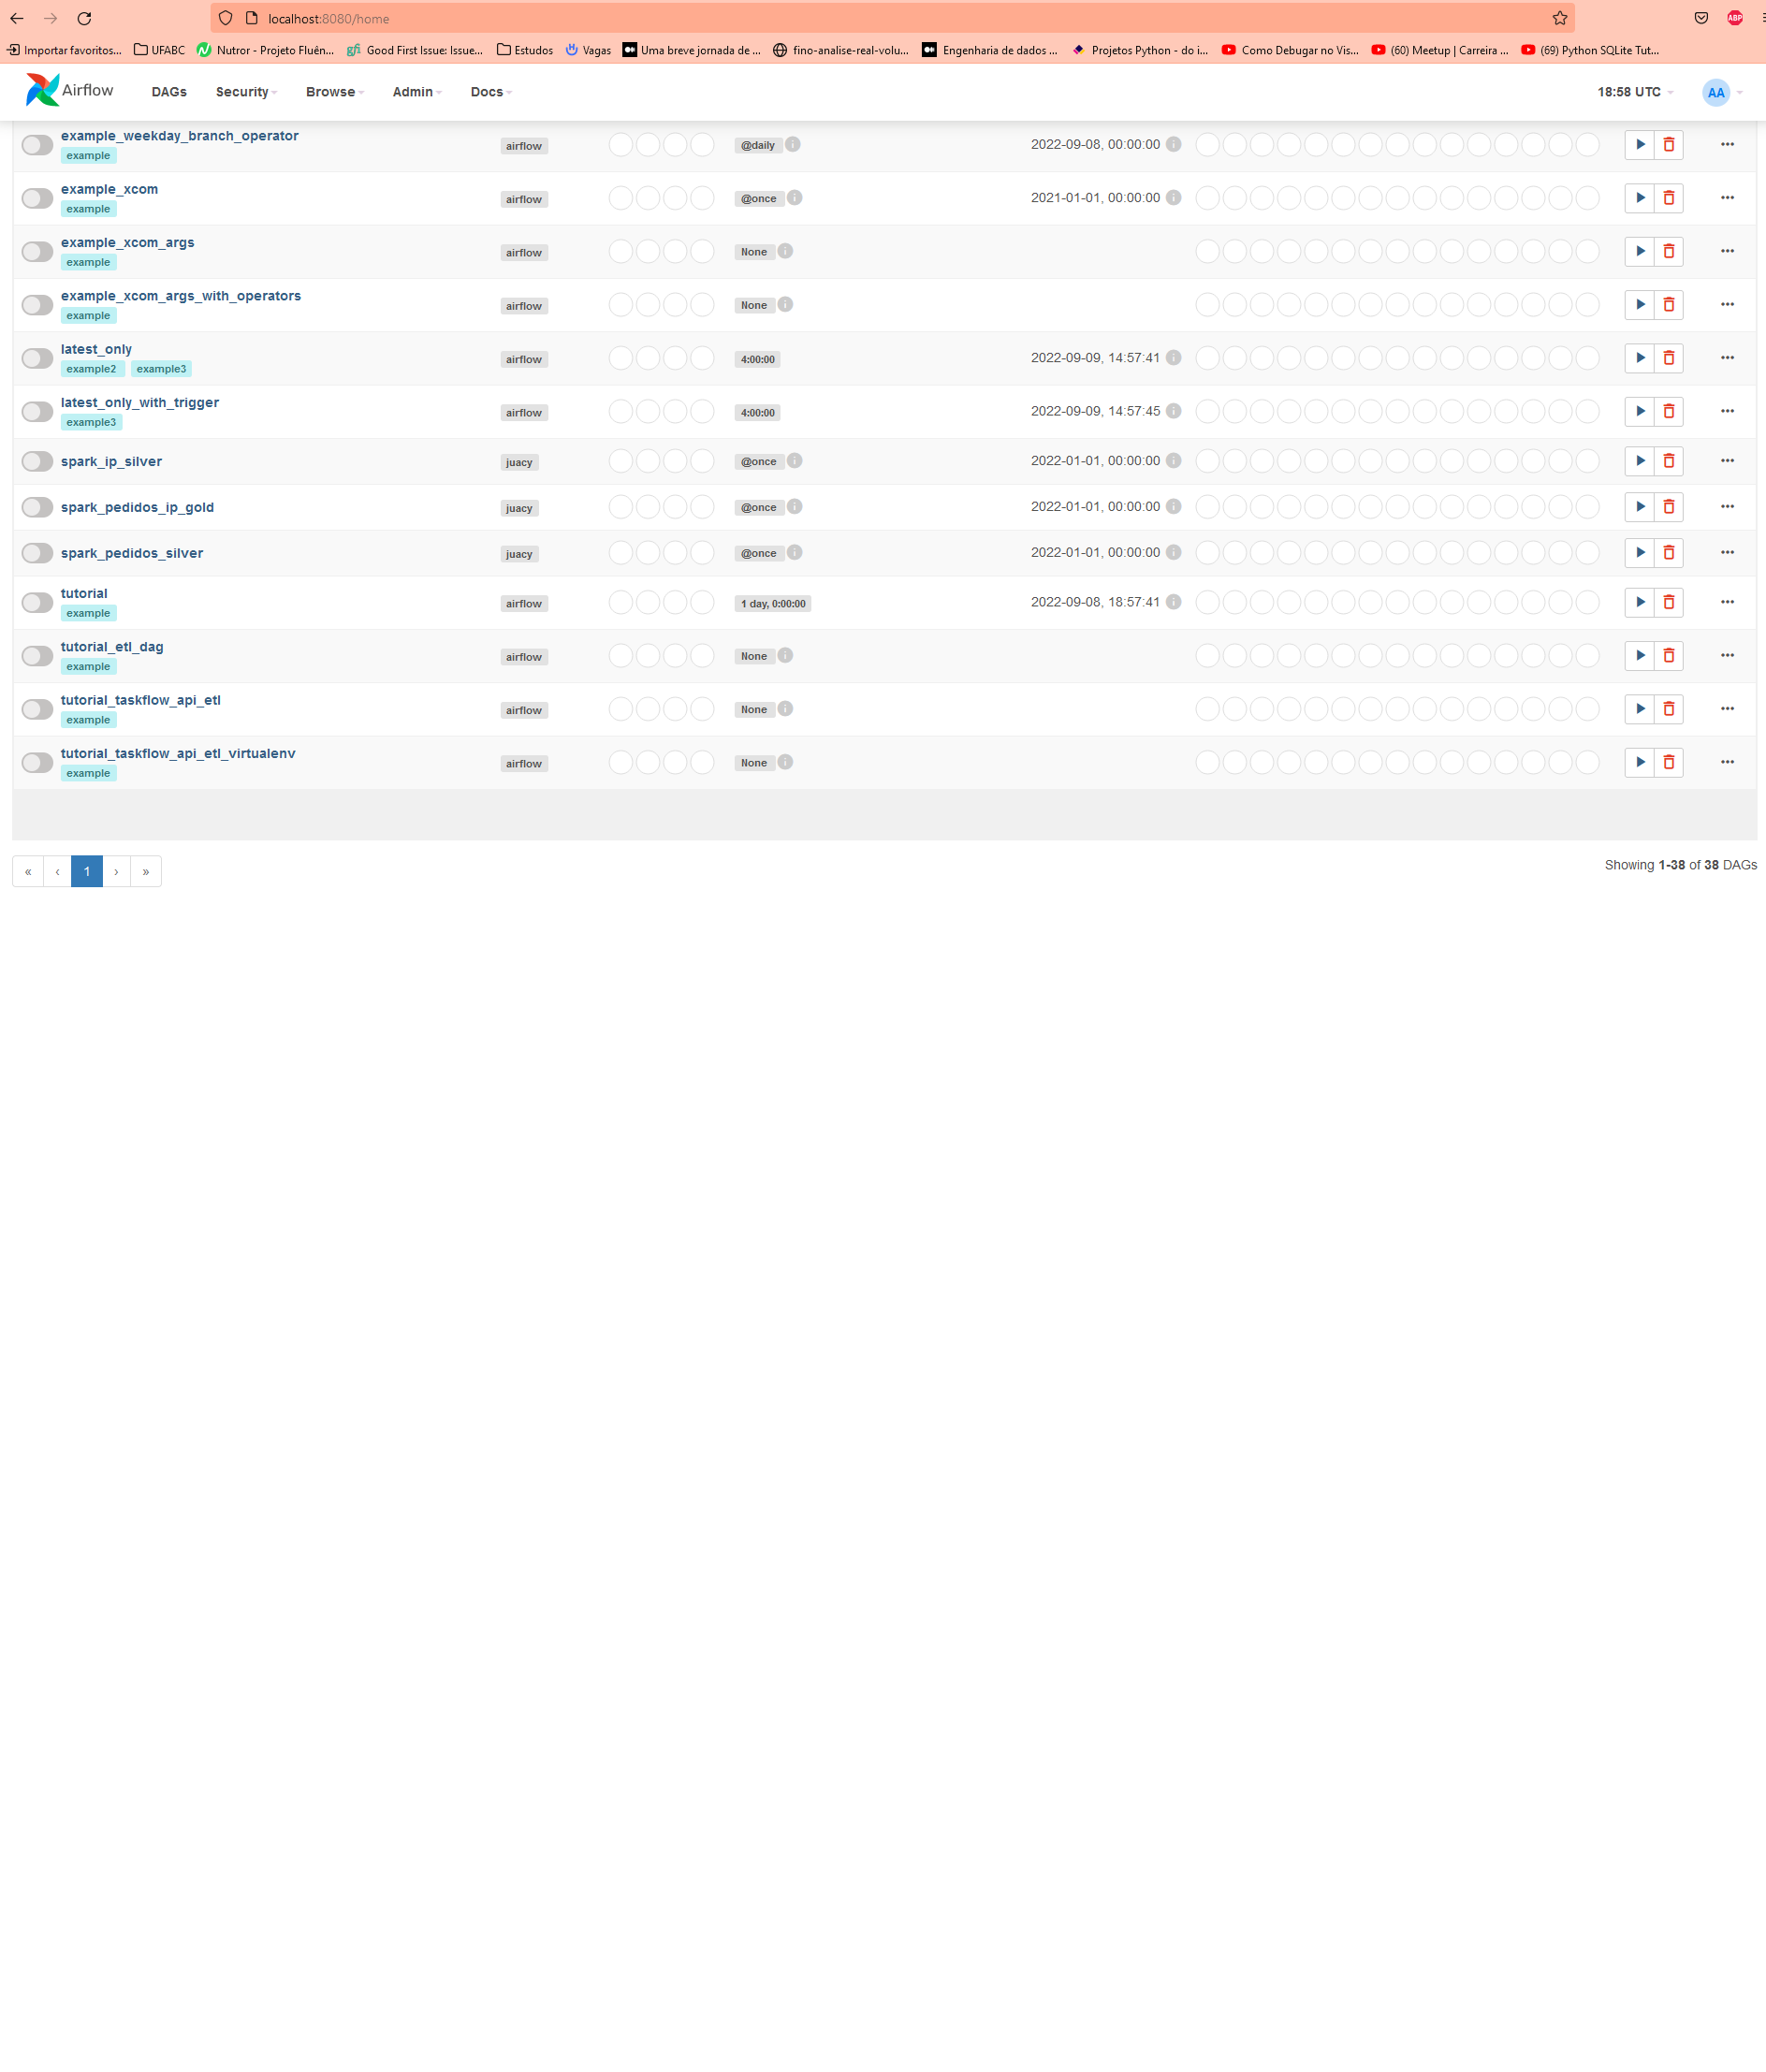 localhost:8080/home
Importar favoritos... UFABC Nutror - Projeto Fluên... Good First Issue: Issue... Estudos Vagas Uma breve jornada de ... fino-analise-real-volu... Engenharia de dados ... Projetos Python - do i... Como Debugar no Vis... (60) Meetup | Carreira ... (69) Python SQLite Tut...
Airflow DAGs Security Browse Admin Docs 18:58 UTC AA
example_weekday_branch_operator
example airflow @daily 2022-09-08, 00:00:00
example_xcom
example airflow @once 2021-01-01, 00:00:00
example_xcom_args
example airflow None
example_xcom_args_with_operators
example airflow None
latest_only
example2 example3 airflow 4:00:00 2022-09-09, 14:57:41
latest_only_with_trigger
example3 airflow 4:00:00 2022-09-09, 14:57:45
spark_ip_silver juacy @once 2022-01-01, 00:00:00
spark_pedidos_ip_gold juacy @once 2022-01-01, 00:00:00
spark_pedidos_silver juacy @once 2022-01-01, 00:00:00
tutorial
example airflow 1 day, 0:00:00 2022-09-08, 18:57:41
tutorial_etl_dag
example airflow None
tutorial_taskflow_api_etl
example airflow None
tutorial_taskflow_api_etl_virtualenv
example airflow None
« ‹ 1 › » Showing 1-38 of 38 DAGs